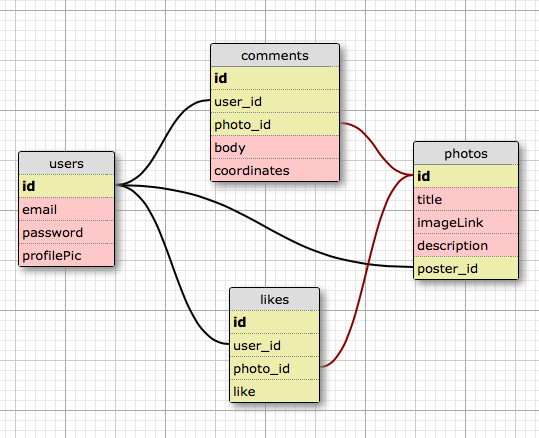 comments
id
user_id
photo_id
body
coordinates
users
id
email
password
profilePic
photos
id
title
imageLink
description
poster_id
likes
id
user_id
photo_id
like